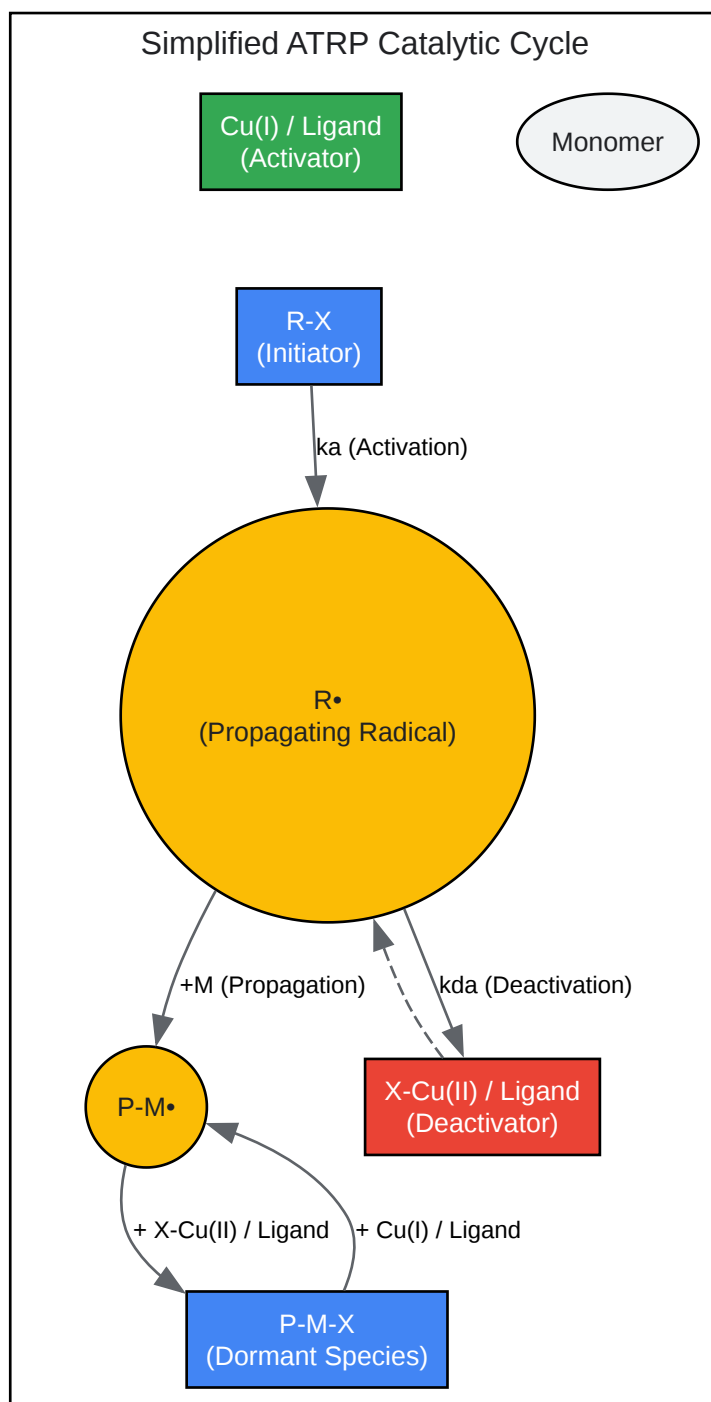 Simplified ATRP Catalytic Cycle
Cu(I) / Ligand
(Activator)
Monomer
R-X
(Initiator)
ka (Activation)
R•
(Propagating Radical)
+M (Propagation)
kda (Deactivation)
P-M•
X-Cu(II) / Ligand
(Deactivator)
+ X-Cu(II) / Ligand
+ Cu(I) / Ligand
P-M-X
(Dormant Species)